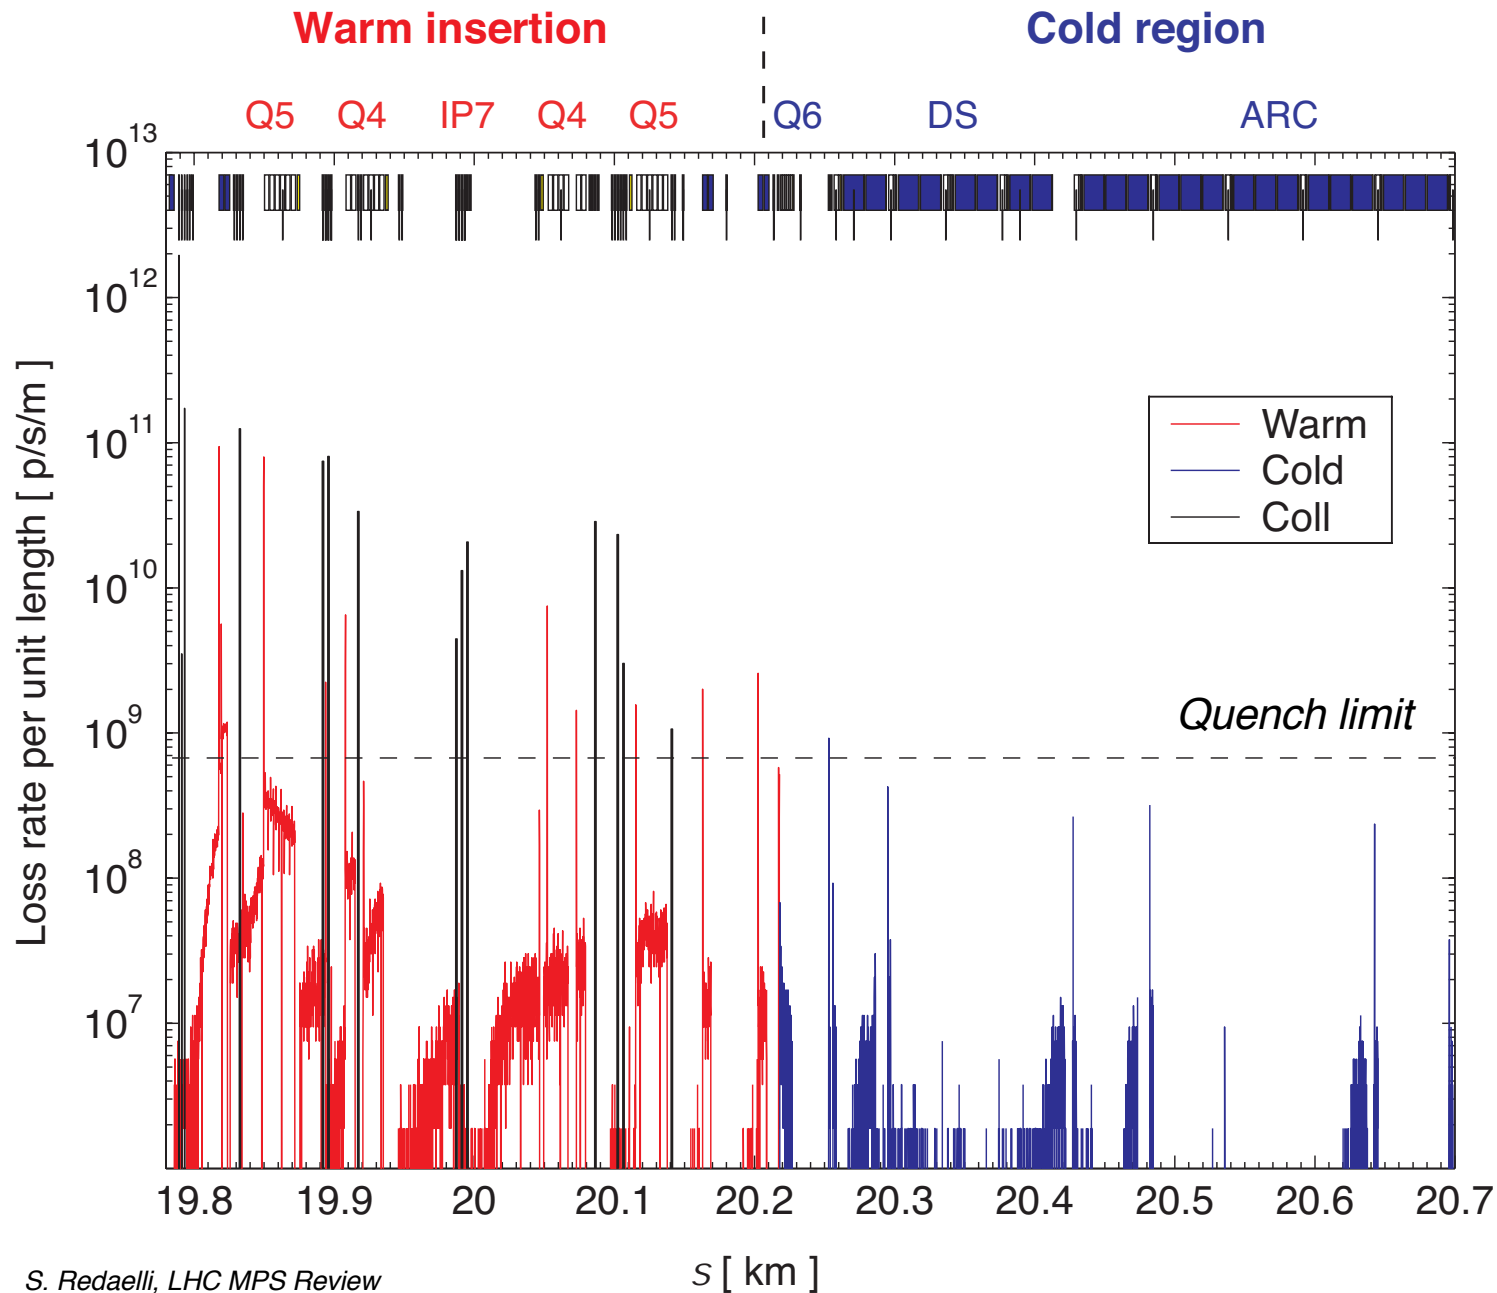 Warm insertion Cold region
Q5 Q4 IP7 Q4 Q5 Q6 DS ARC
10^13
10^12
10^11
10^10
10^9
10^8
10^7
Loss rate per unit length [ p/s/m ]
Warm
Cold
Coll
Quench limit
19.8 19.9 20 20.1 20.2 20.3 20.4 20.5 20.6 20.7
s [ km ]
S. Redaelli, LHC MPS Review